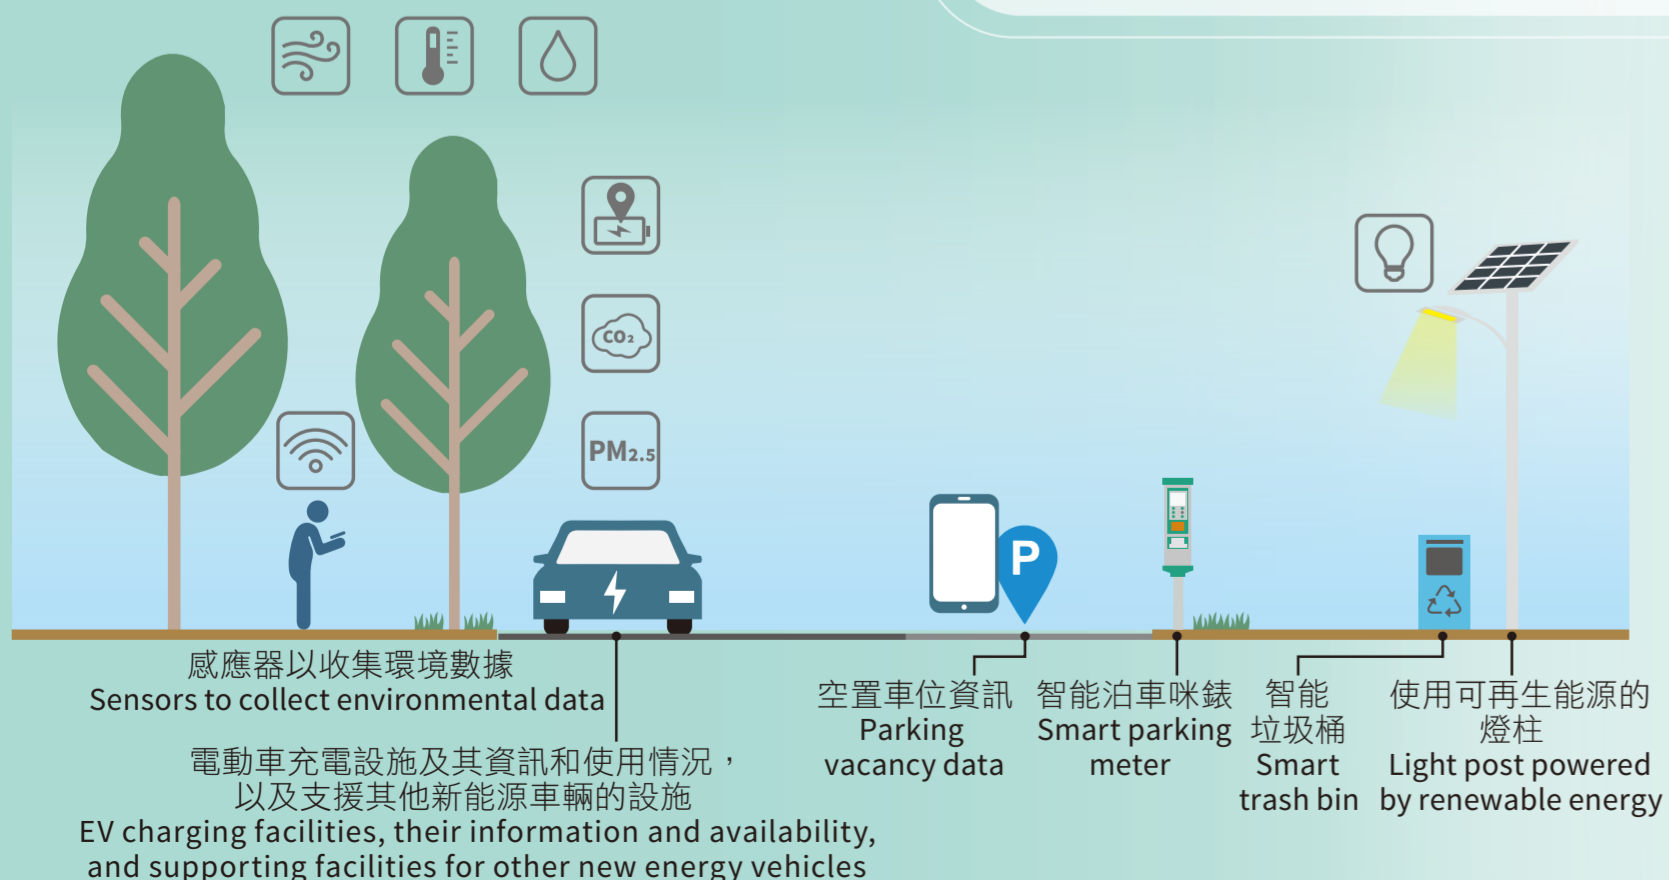 CO₂
PM₂.₅
P
感應器以收集環境數據
Sensors to collect environmental data
電動車充電設施及其資訊和使用情況，
以及支援其他新能源車輛的設施
EV charging facilities, their information and availability,
and supporting facilities for other new energy vehicles
空置車位資訊
Parking
vacancy data
智能泊車咪錶
Smart parking
meter
智能
垃圾桶
Smart
trash bin
使用可再生能源的
燈柱
Light post powered
by renewable energy